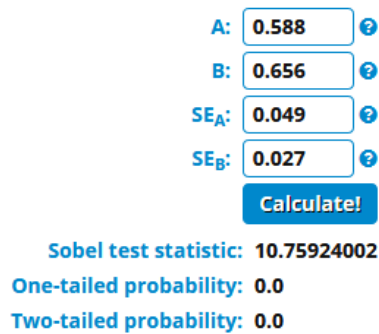 A: 0.588 ?
B: 0.656 ?
SEA: 0.049 ?
SEB: 0.027 ?
Calculate!
Sobel test statistic: 10.75924002
One-tailed probability: 0.0
Two-tailed probability: 0.0